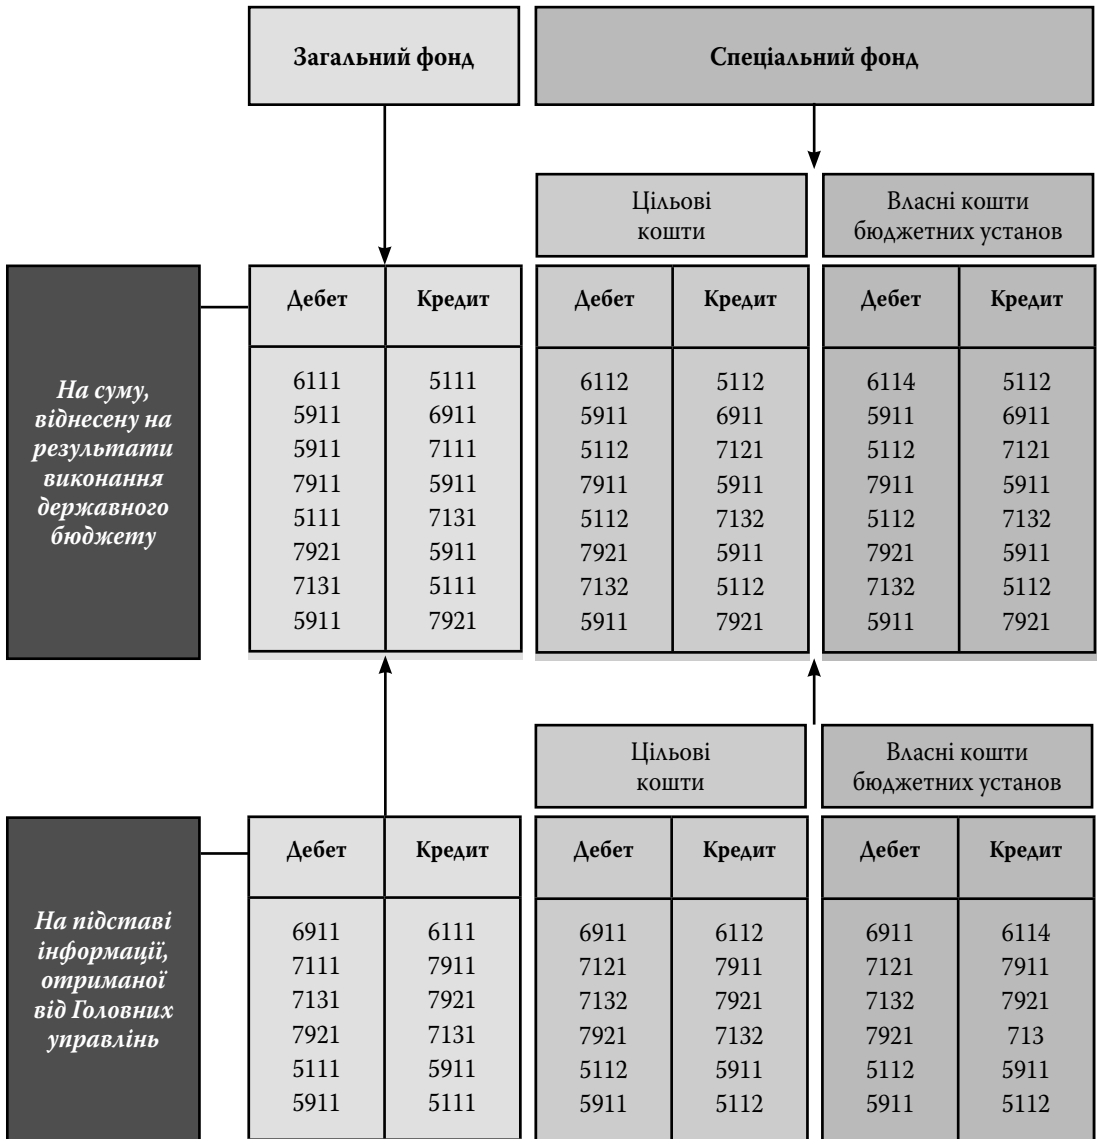 Загальний фонд
Спеціальний фонд
Цільові
кошти
Власні кошти
бюджетних установ
На суму,
віднесену на
результати
виконання
державного
бюджету
Дебет Кредит Дебет Кредит Дебет Кредит
6111 5111 6112 5112 6114 5112
5911 6911 5911 6911 5911 6911
5911 7111 5112 7121 5112 7121
7911 5911 7911 5911 7911 5911
5111 7131 5112 7132 5112 7132
7921 5911 7921 5911 7921 5911
7131 5111 7132 5112 7132 5112
5911 7921 5911 7921 5911 7921
Цільові
кошти
Власні кошти
бюджетних установ
На підставі
інформації,
отриманої
від Головних
управлінь
Дебет Кредит Дебет Кредит Дебет Кредит
6911 6111 6911 6112 6911 6114
7111 7911 7121 7911 7121 7911
7131 7921 7132 7921 7132 7921
7921 7131 7921 7132 7921 713
5111 5911 5112 5911 5112 5911
5911 5111 5911 5112 5911 5112